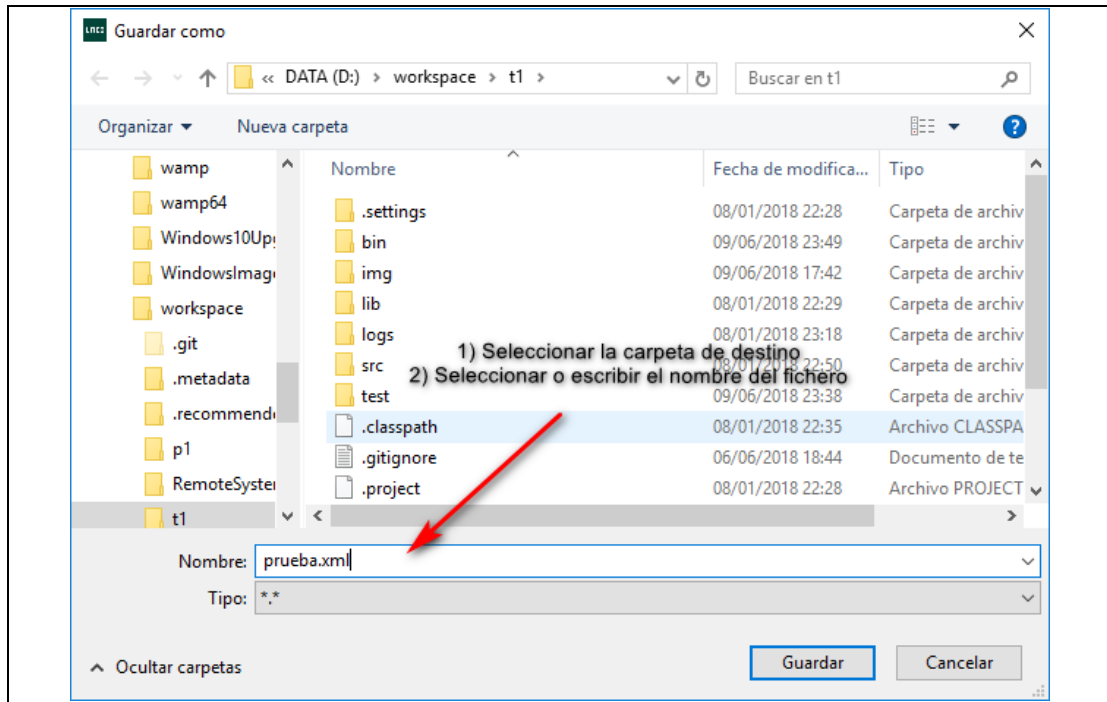 Guardar como
« DATA (D:) › workspace › t1 ›
Buscar en t1
Organizar
Nueva carpeta
wamp
wamp64
Windows10Up
WindowsImag
workspace
.git
.metadata
.recommend
p1
RemoteSyste
t1
Nombre Fecha de modifica... Tipo
.settings 08/01/2018 22:28 Carpeta de archiv
bin 09/06/2018 23:49 Carpeta de archiv
img 09/06/2018 17:42 Carpeta de archiv
lib 08/01/2018 22:29 Carpeta de archiv
logs 08/01/2018 23:18 Carpeta de archiv
src 08/01/2018 22:50 Carpeta de archiv
test 09/06/2018 23:38 Carpeta de archiv
.classpath 08/01/2018 22:35 Archivo CLASSPA
.gitignore 06/06/2018 18:44 Documento de te
.project 08/01/2018 22:28 Archivo PROJECT
1) Seleccionar la carpeta de destino
2) Seleccionar o escribir el nombre del fichero
Nombre: prueba.xml
Tipo: *.*
Ocultar carpetas
Guardar
Cancelar